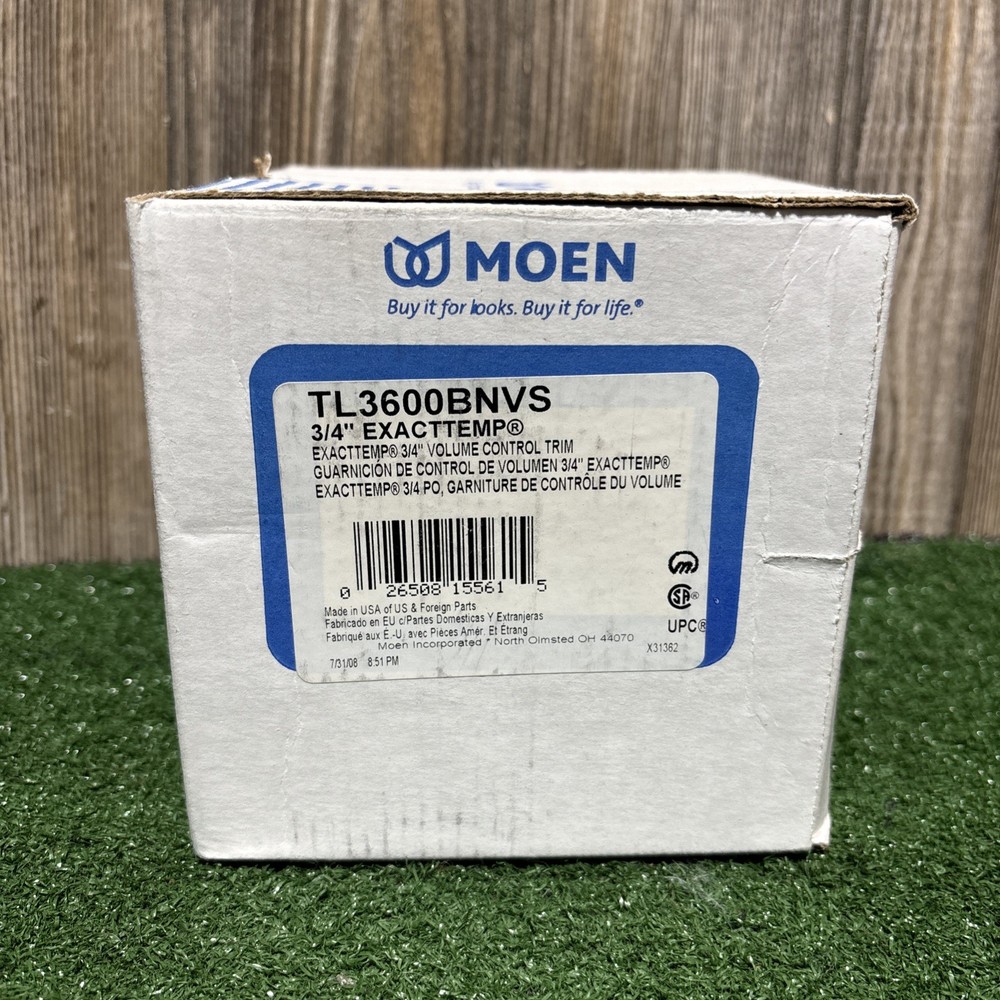 MOEN
Buy it for looks. Buy it for life.®
TL3600BNVS
3/4" EXACTTEMP®
EXACTTEMP® 3/4" VOLUME CONTROL TRIM
GUARNICIÓN DE CONTROL DE VOLUMEN 3/4" EXACTTEMP®
EXACTTEMP® 3/4 PO, GARNITURE DE CONTRÔLE DU VOLUME
0 26508 15561 5
Made in USA of US & Foreign Parts
Fabricado en EU c/Partes Domesticas Y Extranjeras
Fabriqué aux E.-U. avec Pièces Amér. Et Étrang
Moen Incorporated * North Olmsted OH 44070
7/31/08 8:51 PM
m
SA®
UPC®
X31362